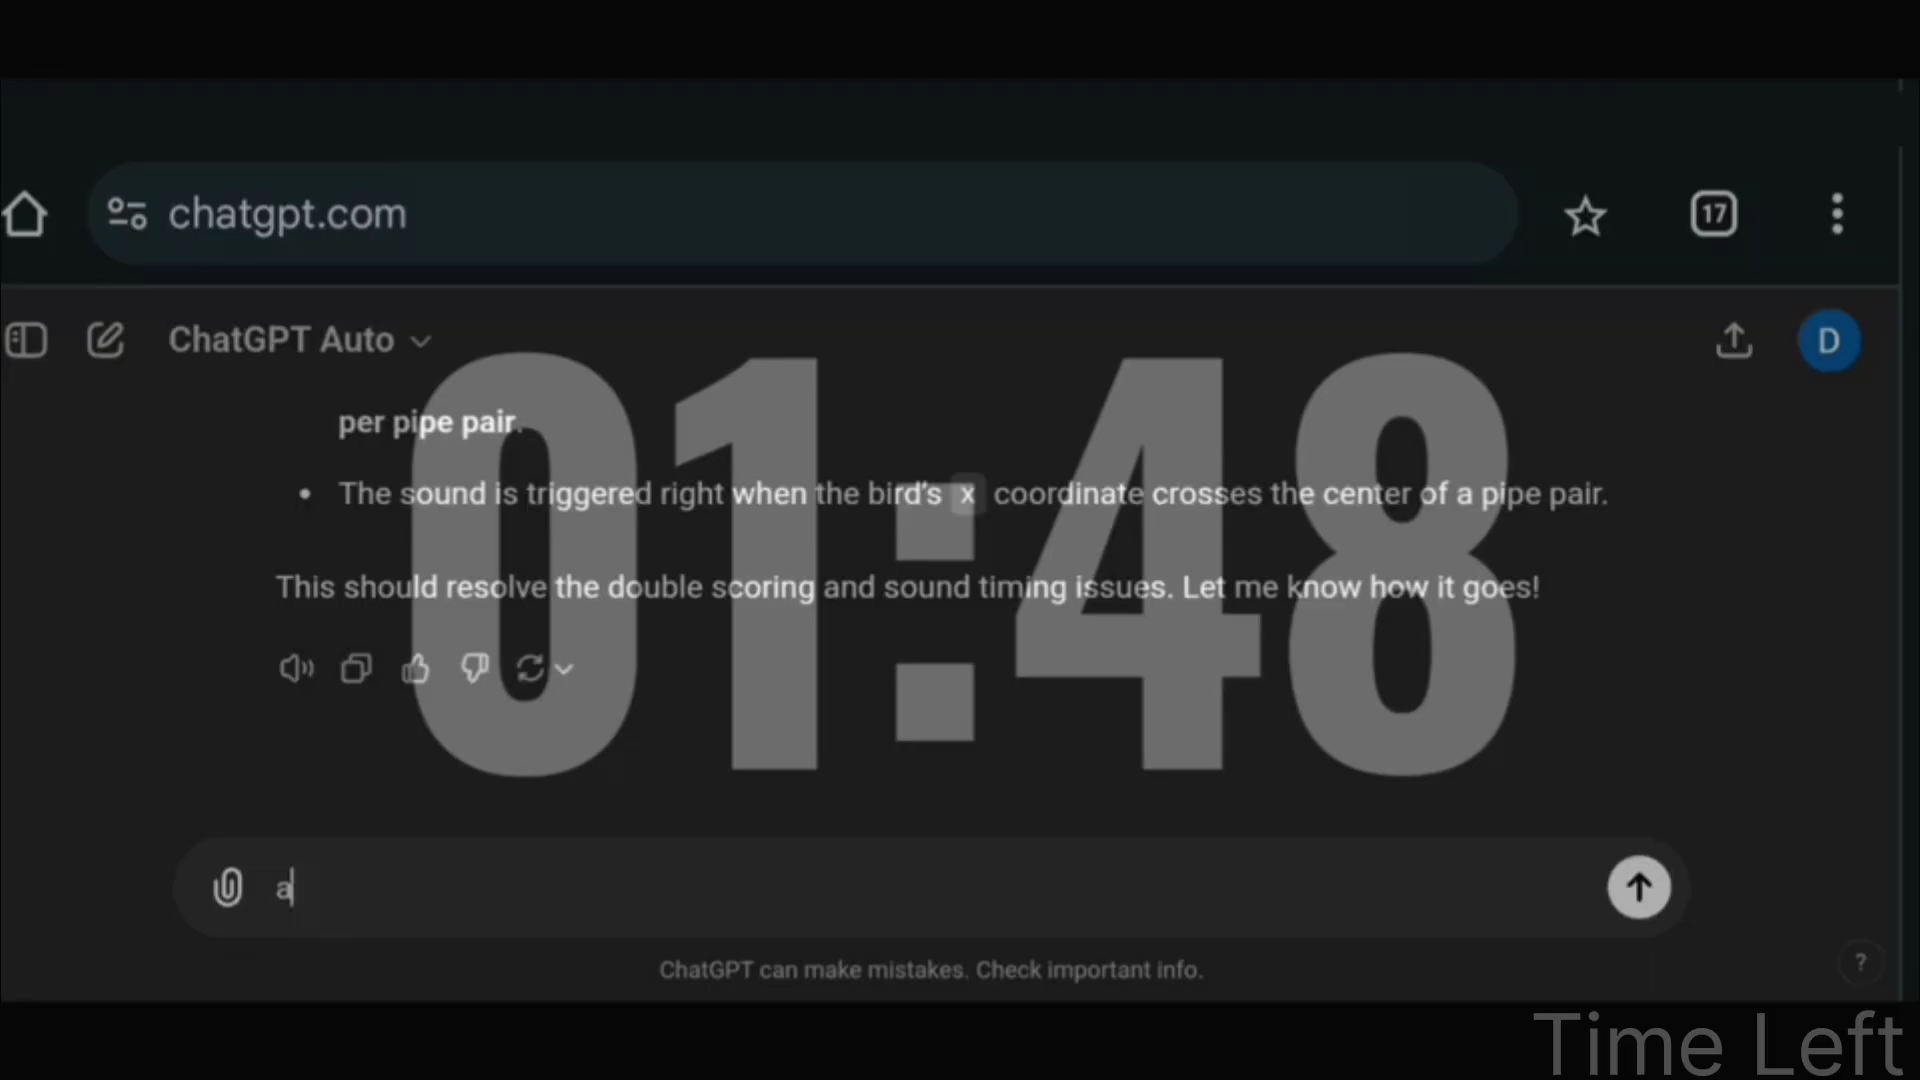 chatgpt.com
17
ChatGPT Auto
D
per pipe pair.
• The sound is triggered right when the bird's x coordinate crosses the center of a pipe pair.
This should resolve the double scoring and sound timing issues. Let me know how it goes!
01:48
a
ChatGPT can make mistakes. Check important info.
?
Time Left